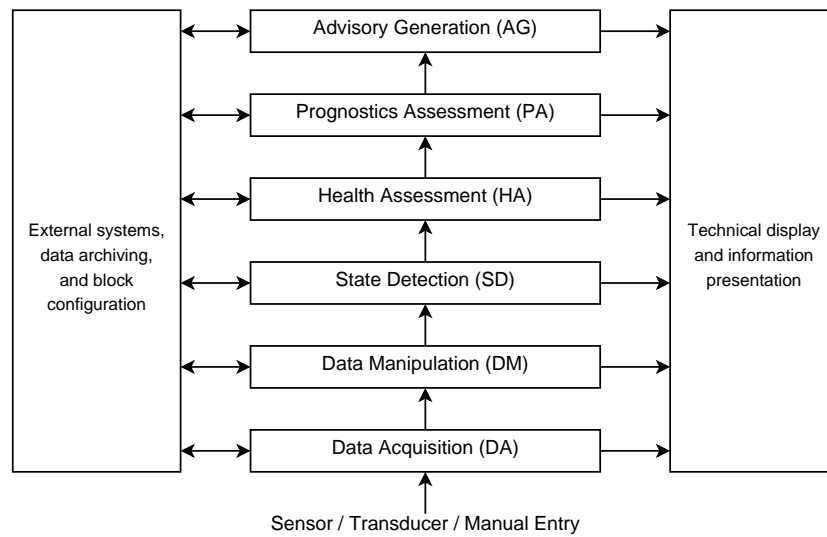 Advisory Generation (AG)
Prognostics Assessment (PA)
Health Assessment (HA)
External systems,
data archiving,
and block
configuration
Technical display
and information
presentation
State Detection (SD)
Data Manipulation (DM)
Data Acquisition (DA)
Sensor / Transducer / Manual Entry